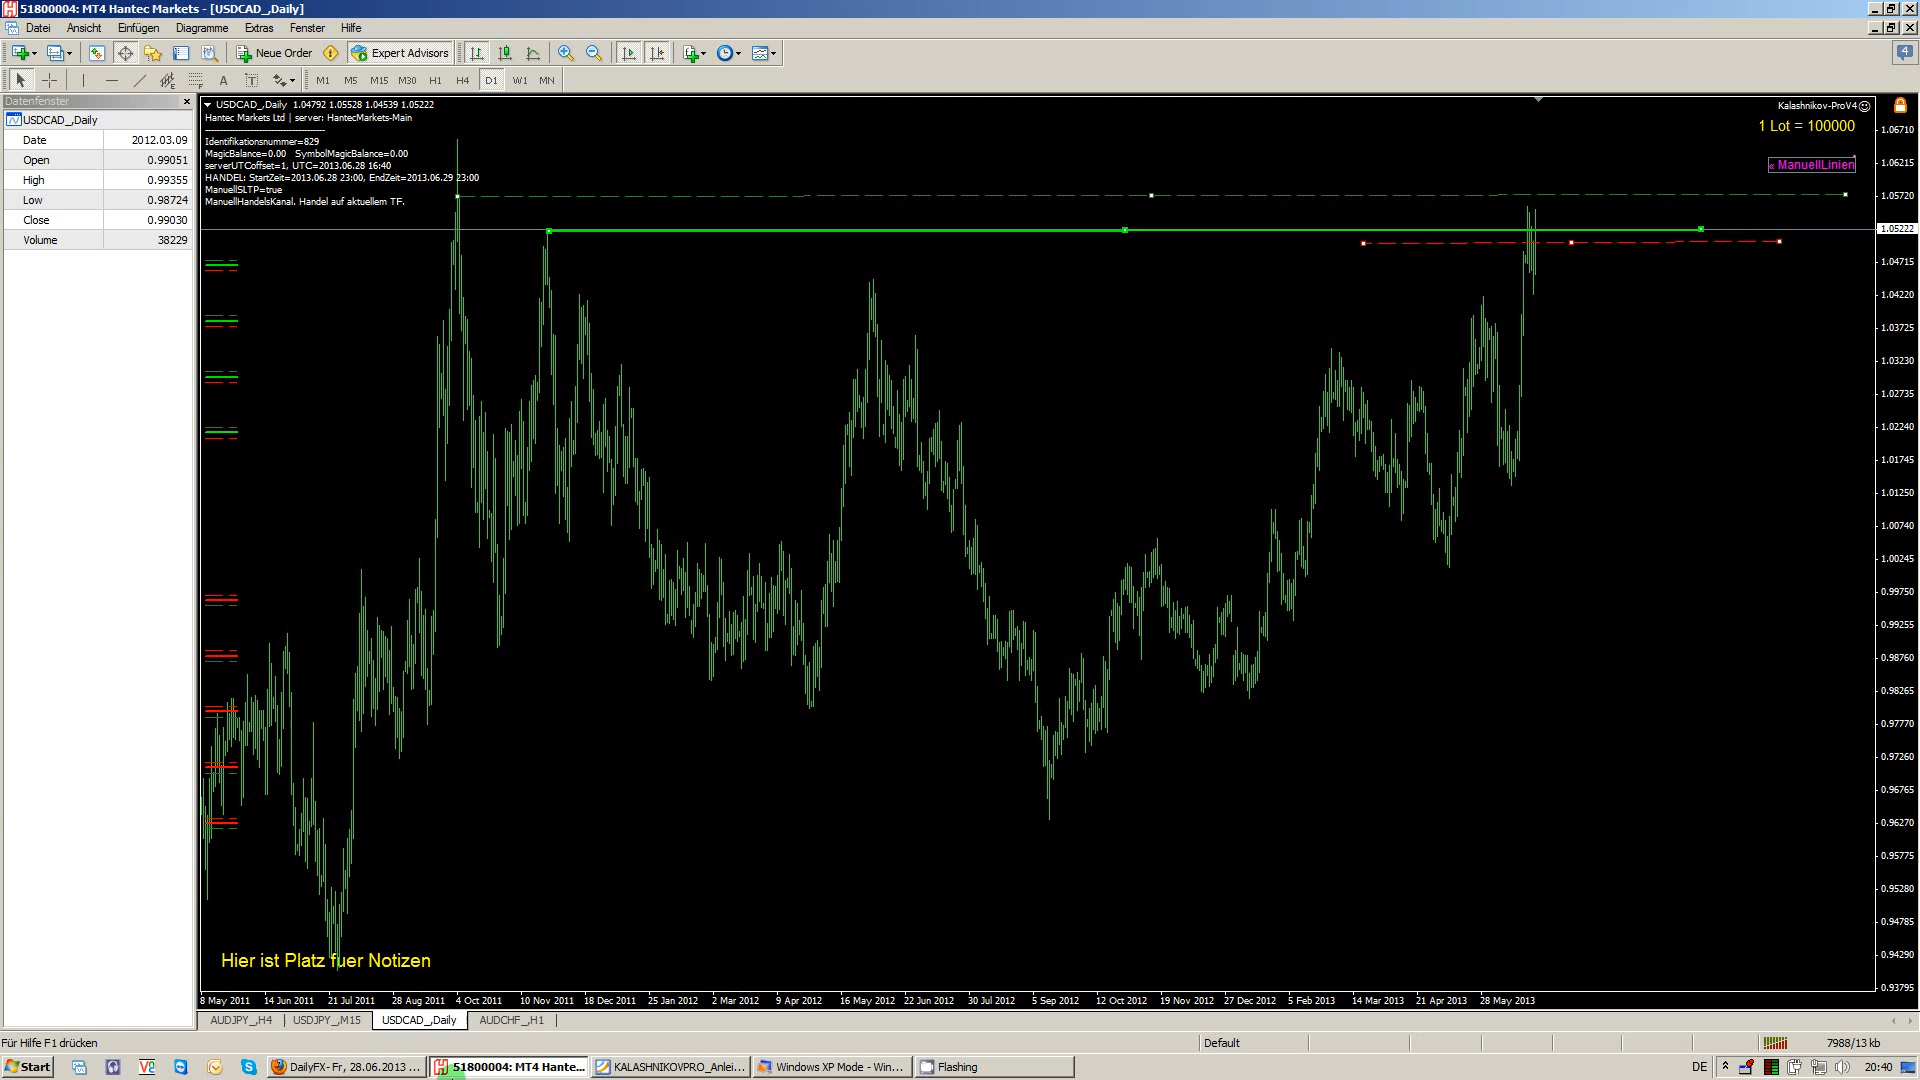 51800004: MT4 Hantec Markets - [USDCAD_,Daily]
Datei Ansicht Einfügen Diagramme Extras Fenster Hilfe
Neue Order Expert Advisors 4
A T M1 M5 M15 M30 H1 H4 D1 W1 MN
Datenfenster
USDCAD_,Daily
Date 2012.03.09
Open 0.99051
High 0.99355
Low 0.98724
Close 0.99030
Volume 38229
USDCAD_,Daily 1.04792 1.05528 1.04539 1.05222
Hantec Markets Ltd | server: HantecMarkets-Main
Identifikationsnummer=829
MagicBalance=0.00 SymbolMagicBalance=0.00
serverUTCoffset=1, UTC=2013.06.28 16:40
HANDEL: StartZeit=2013.06.28 23:00, EndZeit=2013.06.29 23:00
ManuellSLTP=true
ManuellHandelsKanal. Handel auf aktuellem TF.
Kalashnikov-ProV4
1 Lot = 100000
« ManuellLinien
1.06710
1.06215
1.05720
1.05222
1.04715
1.04220
1.03725
1.03230
1.02735
1.02240
1.01745
1.01250
1.00740
1.00245
0.99750
0.99255
0.98760
0.98265
0.97770
0.97260
0.96765
0.96270
0.95775
0.95280
0.94785
0.94290
0.93795
Hier ist Platz fuer Notizen
8 May 2011 14 Jun 2011 21 Jul 2011 28 Aug 2011 4 Oct 2011 10 Nov 2011 18 Dec 2011 25 Jan 2012 2 Mar 2012 9 Apr 2012 16 May 2012 22 Jun 2012 30 Jul 2012 5 Sep 2012 12 Oct 2012 19 Nov 2012 27 Dec 2012 5 Feb 2013 14 Mar 2013 21 Apr 2013 28 May 2013
AUDJPY_,H4 USDJPY_,M15 USDCAD_,Daily AUDCHF_,H1
Für Hilfe F1 drücken Default 7988/13 kb
Start DailyFX- Fr, 28.06.2013 ... 51800004: MT4 Hante... KALASHNIKOVPRO_Anlei... Windows XP Mode - Win... Flashing DE 20:40